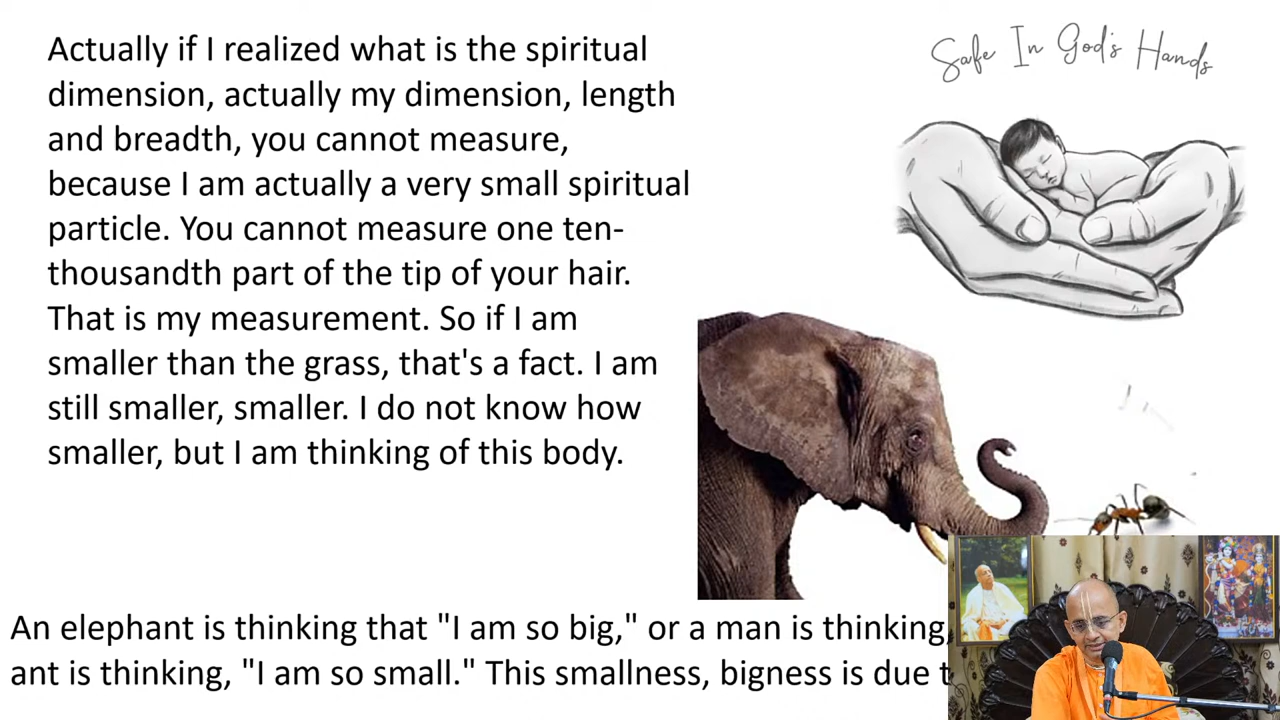 Safe In God's Hands
Actually if I realized what is the spiritual
dimension, actually my dimension, length
and breadth, you cannot measure,
because I am actually a very small spiritual
particle. You cannot measure one ten-
thousandth part of the tip of your hair.
That is my measurement. So if I am
smaller than the grass, that's a fact. I am
still smaller, smaller. I do not know how
smaller, but I am thinking of this body.
An elephant is thinking that "I am so big," or a man is thinking,
ant is thinking, "I am so small." This smallness, bigness is due